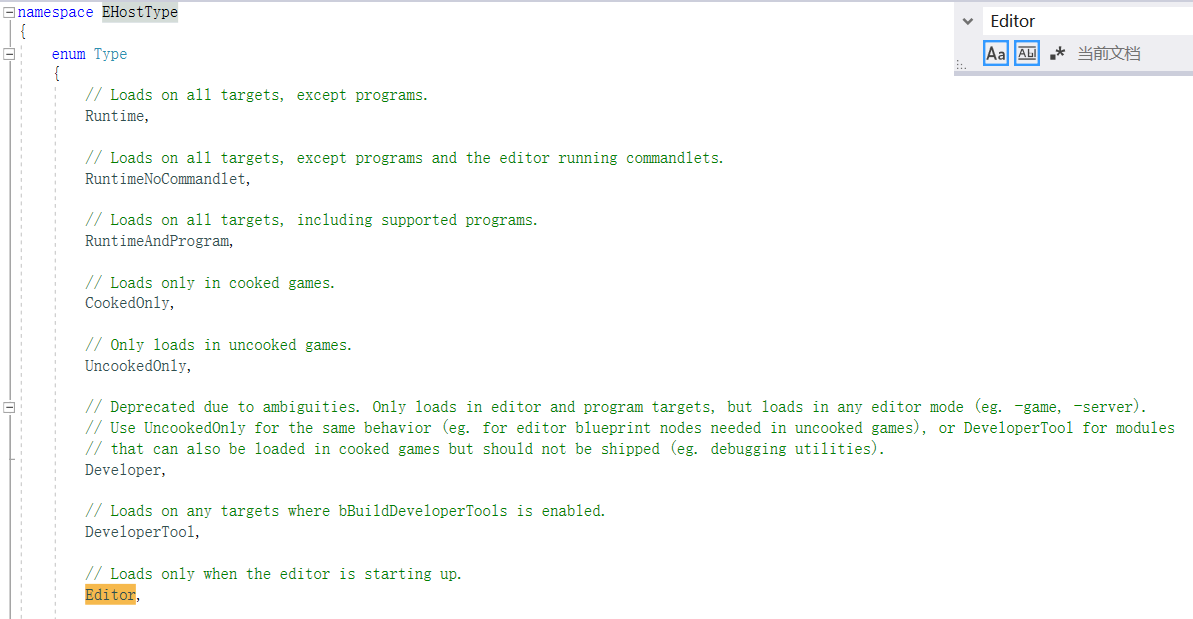 namespace EHostType
{
enum Type
{
// Loads on all targets, except programs.
Runtime,
// Loads on all targets, except programs and the editor running commandlets.
RuntimeNoCommandlet,
// Loads on all targets, including supported programs.
RuntimeAndProgram,
// Loads only in cooked games.
CookedOnly,
// Only loads in uncooked games.
UncookedOnly,
// Deprecated due to ambiguities. Only loads in editor and program targets, but loads in any editor mode (eg. -game, -server).
// Use UncookedOnly for the same behavior (eg. for editor blueprint nodes needed in uncooked games), or DeveloperTool for modules
// that can also be loaded in cooked games but should not be shipped (eg. debugging utilities).
Developer,
// Loads on any targets where bBuildDeveloperTools is enabled.
DeveloperTool,
// Loads only when the editor is starting up.
Editor,
Editor
Aa Ab| .* 当前文档